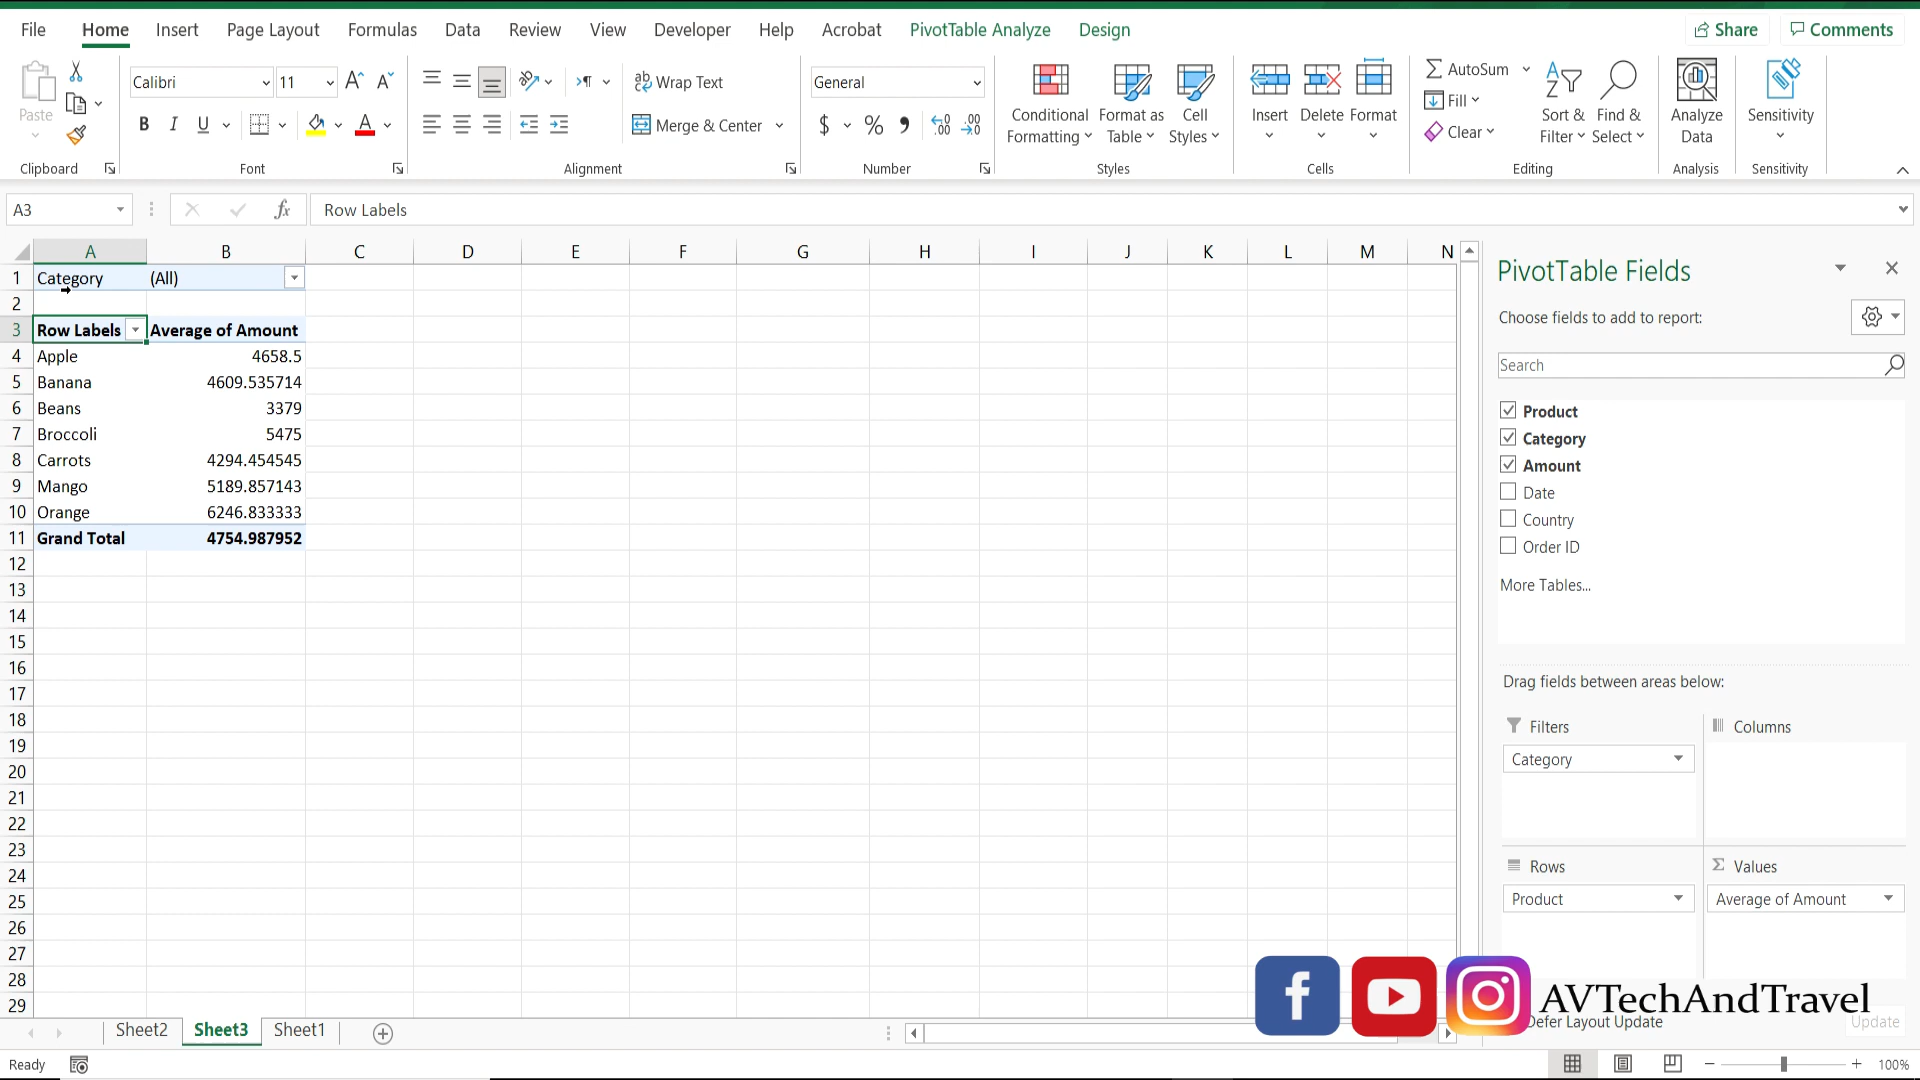 File Home Insert Page Layout Formulas Data Review View Developer Help Acrobat PivotTable Analyze Design Share Comments
Paste
Clipboard
Calibri 11
B I U
Font
ab Wrap Text
Merge & Center
Alignment
General
$ % 9
Number
Conditional Formatting
Format as Table
Cell Styles
Styles
Insert Delete Format
Cells
AutoSum
Fill
Clear
Sort & Filter
Find & Select
Editing
Analyze Data
Analysis
Sensitivity
Sensitivity
A3 fx Row Labels
A B C D E F G H I J K L M N
1 Category (All)
2
3 Row Labels Average of Amount
4 Apple 4658.5
5 Banana 4609.535714
6 Beans 3379
7 Broccoli 5475
8 Carrots 4294.454545
9 Mango 5189.857143
10 Orange 6246.833333
11 Grand Total 4754.987952
12
13
14
15
16
17
18
19
20
21
22
23
24
25
26
27
28
29
PivotTable Fields
Choose fields to add to report:
Search
Product
Category
Amount
Date
Country
Order ID
More Tables...
Drag fields between areas below:
Filters
Category
Columns
Rows
Product
Values
Average of Amount
AVTechAndTravel
Defer Layout Update Update
Sheet2 Sheet3 Sheet1
Ready 100%